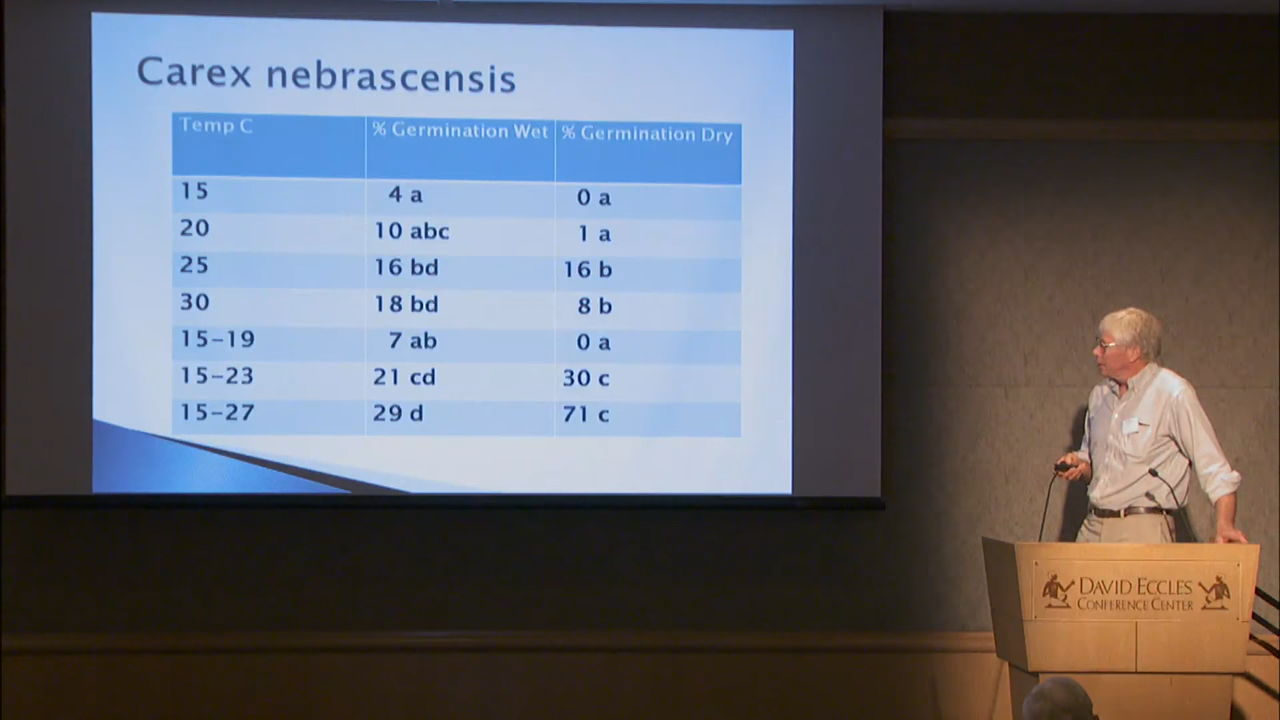 Carex nebrascensis
Temp C % Germination Wet % Germination Dry
15 4 a 0 a
20 10 abc 1 a
25 16 bd 16 b
30 18 bd 8 b
15-19 7 ab 0 a
15-23 21 cd 30 c
15-27 29 d 71 c
DAVID ECCLES
CONFERENCE CENTER